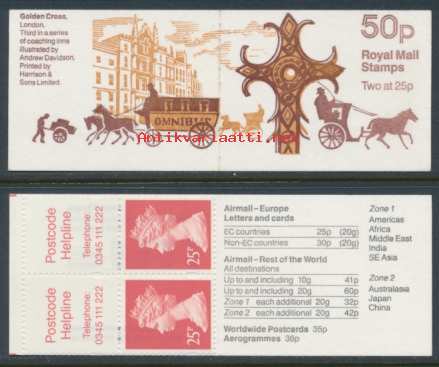 Golden Cross,
London.
Third in a series
of coaching inns
illustrated by
Andrew Davidson.
Printed by
Harrison &
Sons Limited.
50p
Royal Mail
Stamps
Two at 25p
OMNIBUS
Antikvariaatti.net
Postcode
Helpline
Telephone:
0345 111 222
25P
Postcode
Helpline
Telephone:
0345 111 222
25P
Airmail – Europe
Letters and cards
EC countries 25p (20g)
Non-EC countries 30p (20g)
Airmail – Rest of the World
All destinations
Up to and including 10g 41p
Up to and including 20g 60p
Zone 1 each additional 20g 32p
Zone 2 each additional 20g 42p
Worldwide Postcards 35p
Aerogrammes 39p
Zone 1
Americas
Africa
Middle East
India
SE Asia
Zone 2
Australasia
Japan
China